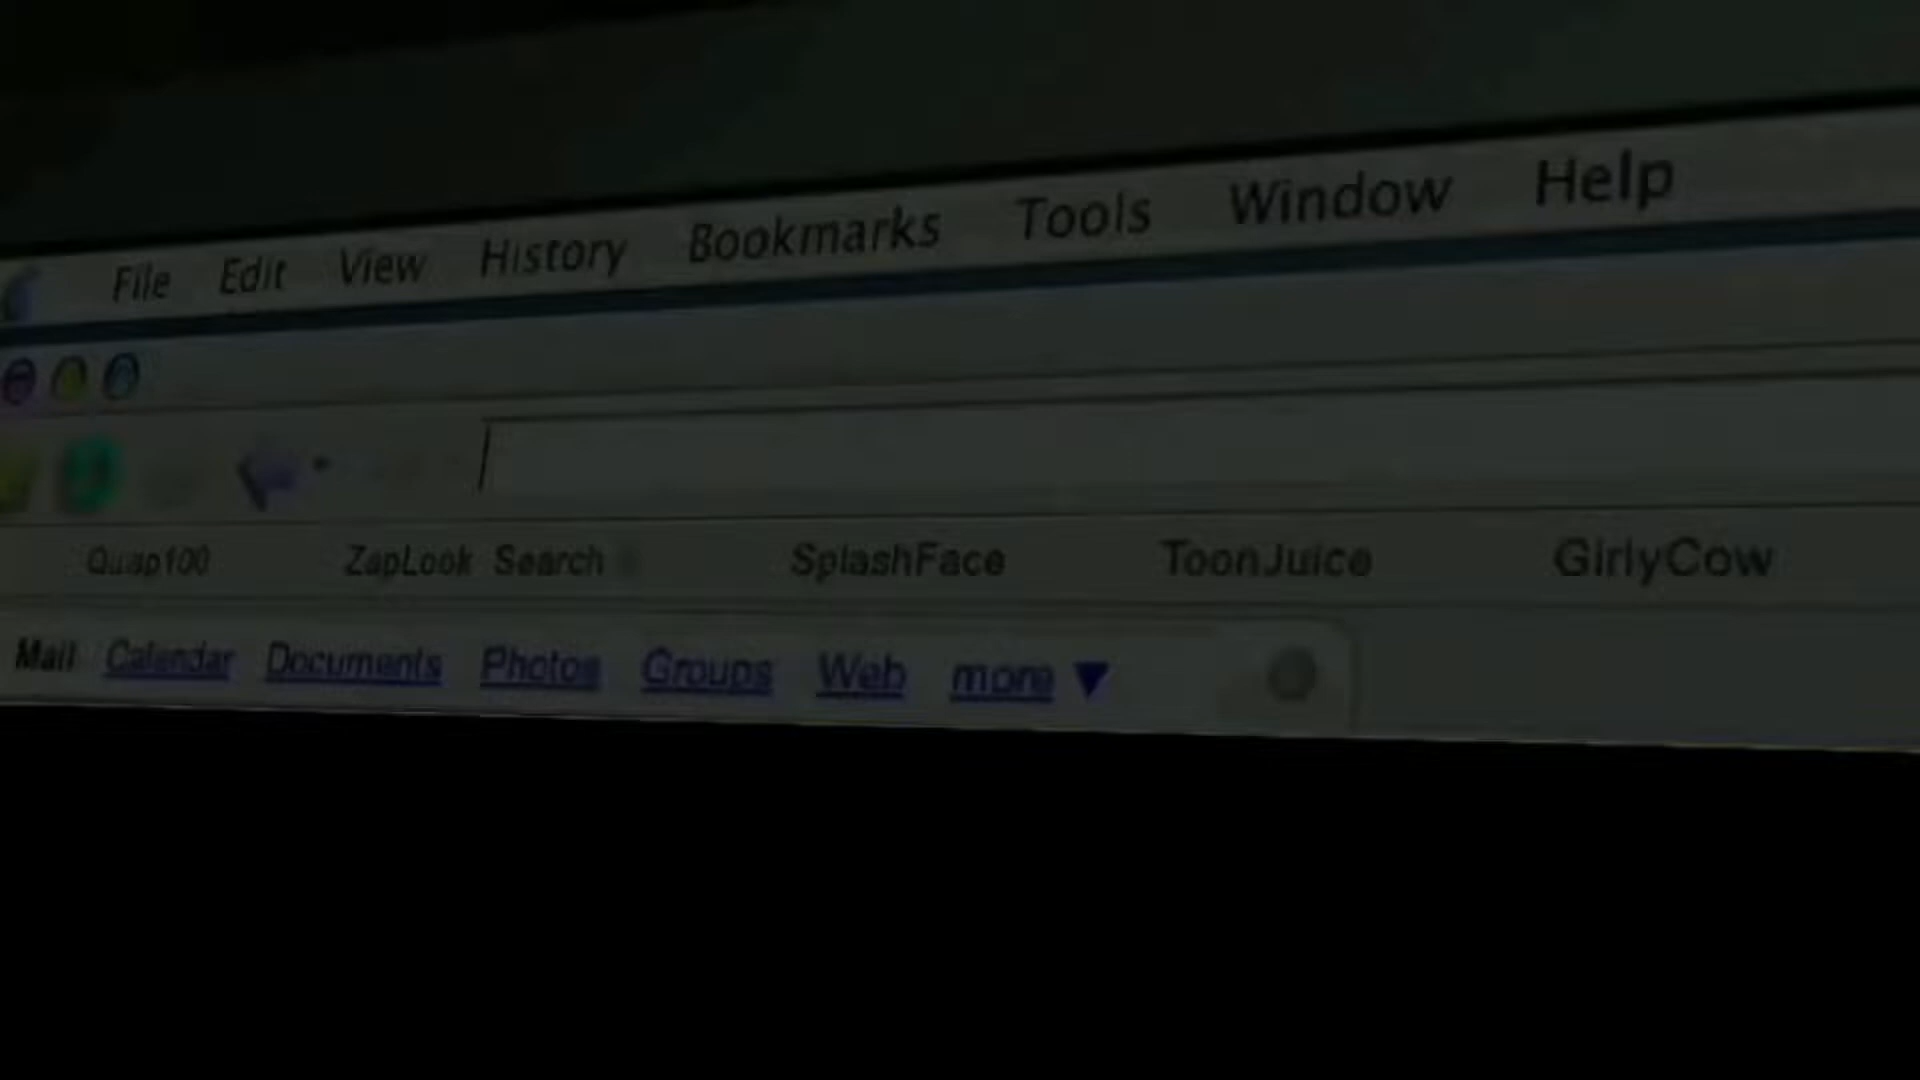 File Edit View History Bookmarks Tools Window Help
Quap100 ZapLook Search SplashFace ToonJuice GirlyCow
Mail Calendar Documents Photos Groups Web more ▼